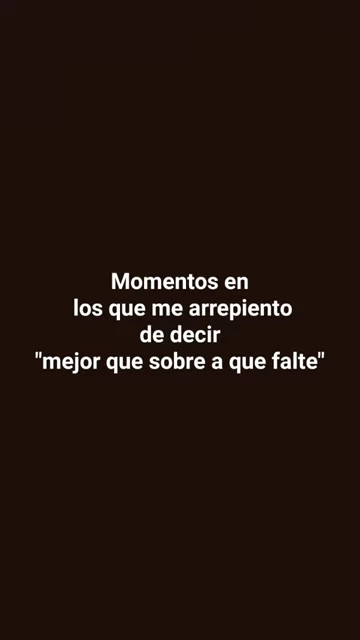 Momentos en
los que me arrepiento
de decir
"mejor que sobre a que falte"